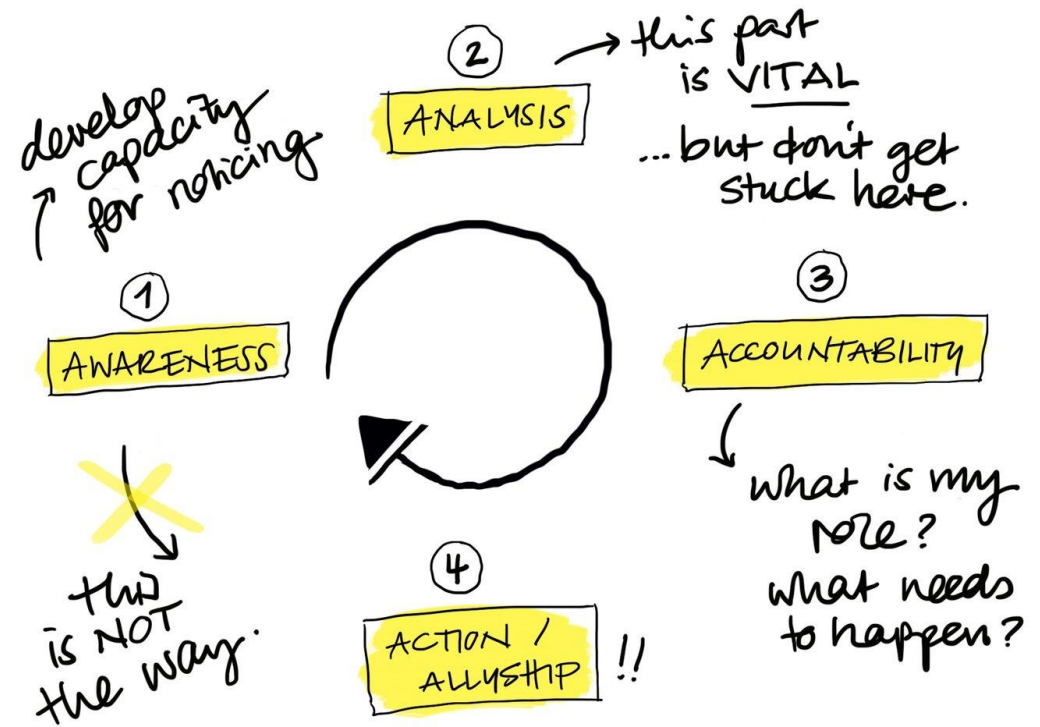 1
AWARENESS
develop
capacity
for noticing.
this
is NOT
the way.
2
ANALYSIS
this part
is VITAL
...but don't get
stuck here.
3
ACCOUNTABILITY
what is my
role?
what needs
to happen?
4
ACTION /
ALLYSHIP !!